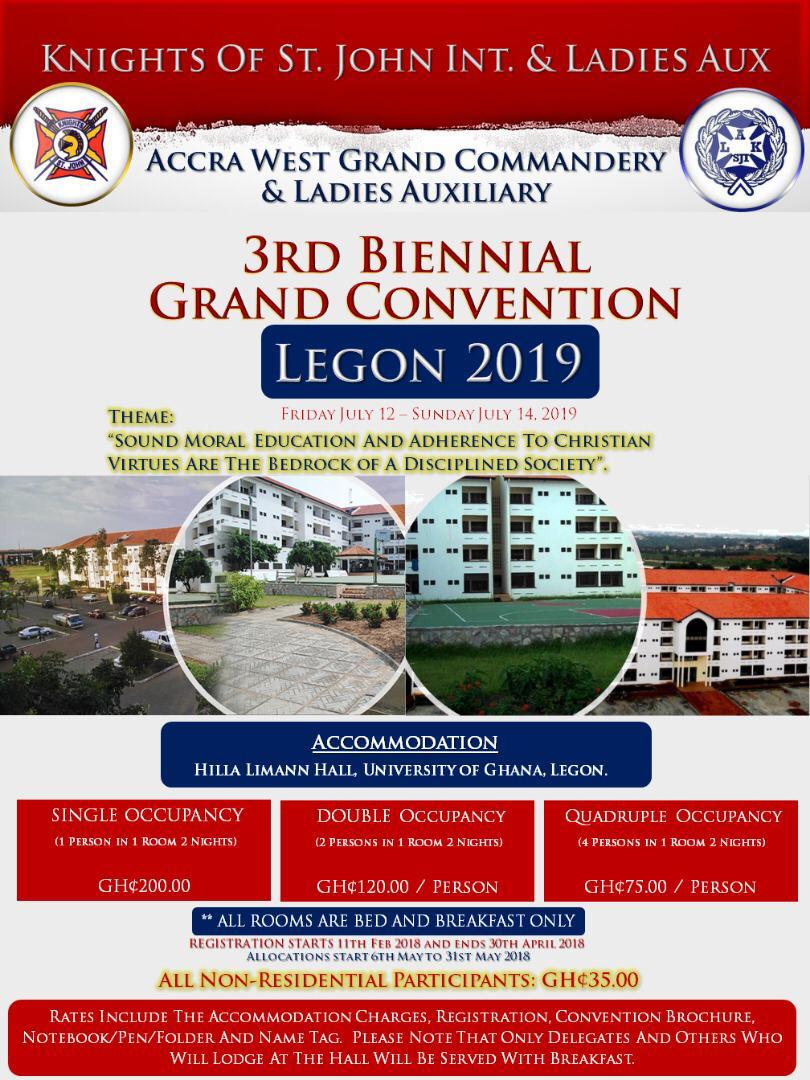 Knights Of St. John Int. & Ladies Aux
KNIGHTS
ST. JOHN
L A K
SJI
Accra West Grand Commandery
& Ladies Auxiliary
3rd Biennial
Grand Convention
Legon 2019
Friday July 12 – Sunday July 14, 2019
Theme:
“Sound Moral Education And Adherence To Christian
Virtues Are The Bedrock of A Disciplined Society”.
Accommodation
Hilla Limann Hall, University of Ghana, Legon.
SINGLE OCCUPANCY
(1 Person in 1 Room 2 Nights)
GH¢200.00
DOUBLE Occupancy
(2 Persons in 1 Room 2 Nights)
GH¢120.00 / Person
Quadruple Occupancy
(4 Persons in 1 Room 2 Nights)
GH¢75.00 / Person
** ALL ROOMS ARE BED AND BREAKFAST ONLY
REGISTRATION STARTS 11TH FEB 2018 AND ENDS 30TH APRIL 2018
ALLOCATIONS START 6TH MAY TO 31ST MAY 2018
All Non-Residential Participants: GH¢35.00
Rates Include The Accommodation Charges, Registration, Convention Brochure,
Notebook/Pen/Folder And Name Tag. Please Note That Only Delegates And Others Who
Will Lodge At The Hall Will Be Served With Breakfast.